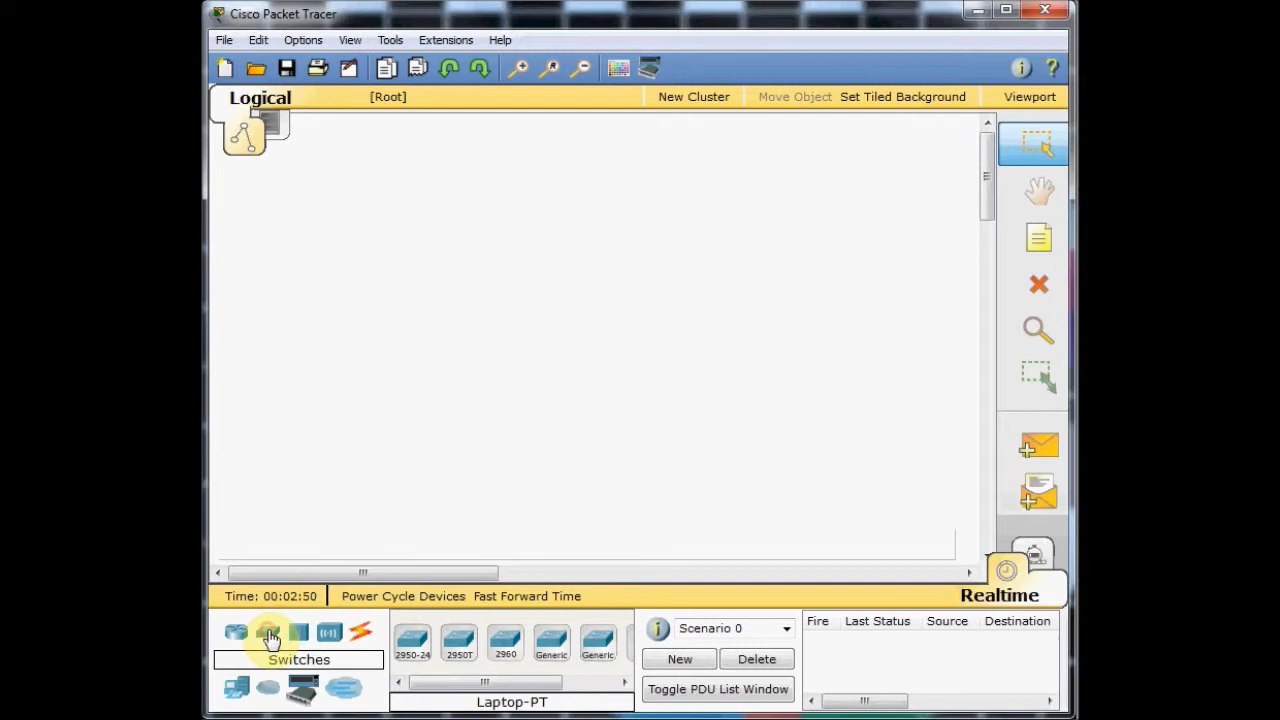 Cisco Packet Tracer
File Edit Options View Tools Extensions Help
Logical [Root] New Cluster Move Object Set Tiled Background Viewport
Time: 00:02:50 Power Cycle Devices Fast Forward Time Realtime
Switches
2950-24 2950T 2960 Generic Generic
Laptop-PT
Scenario 0
New Delete
Toggle PDU List Window
Fire Last Status Source Destination